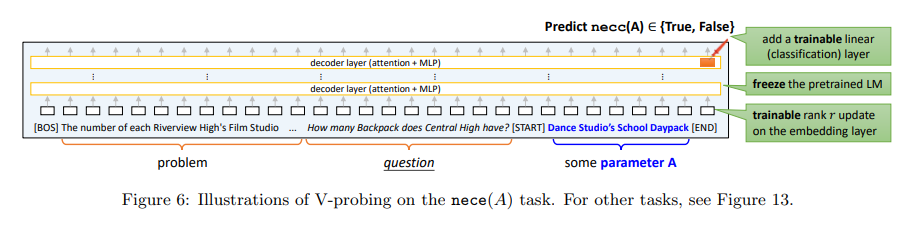 Predict necc(A) ∈ {True, False}
add a trainable linear
(classification) layer
decoder layer (attention + MLP)
⋮ ⋮ ⋮ ⋮ ⋮
decoder layer (attention + MLP)
freeze the pretrained LM
trainable rank r update
on the embedding layer
[BOS] The number of each Riverview High's Film Studio ... How many Backpack does Central High have? [START] Dance Studio's School Daypack [END]
problem question some parameter A
Figure 6: Illustrations of V-probing on the nece(A) task. For other tasks, see Figure 13.